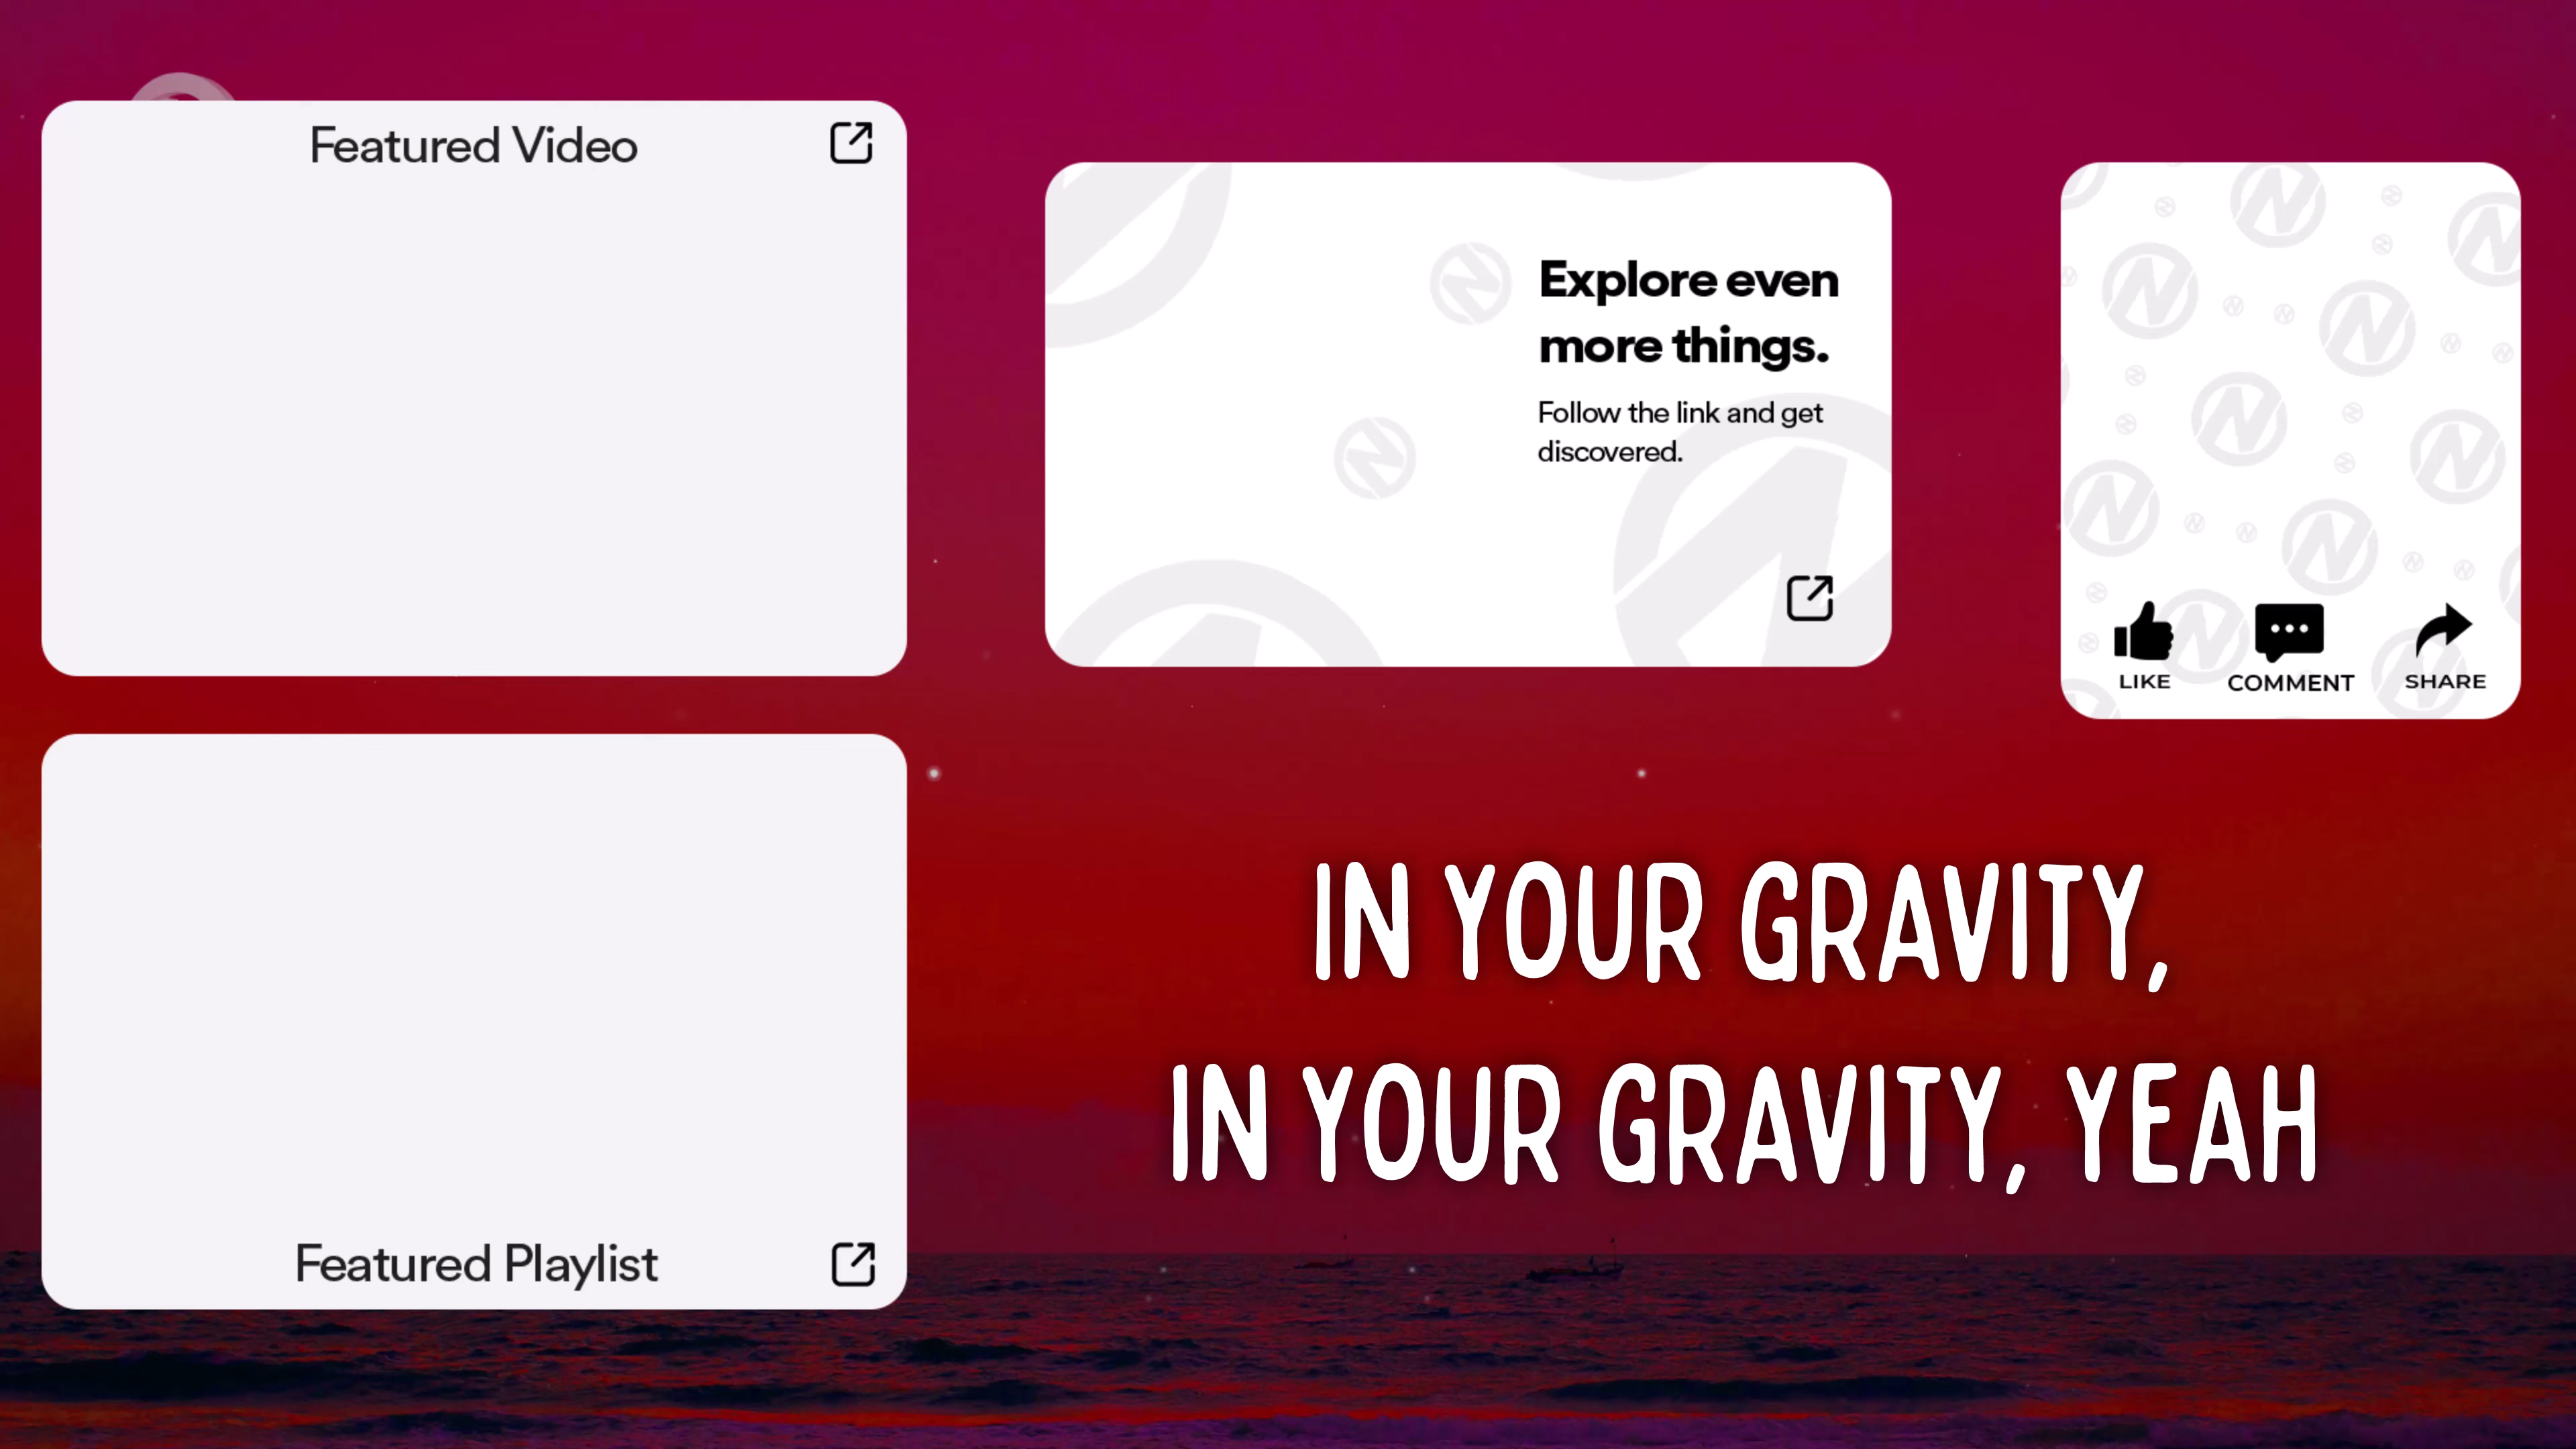 Featured Video
Explore even
more things.
Follow the link and get
discovered.
LIKE
COMMENT
SHARE
IN YOUR GRAVITY,
IN YOUR GRAVITY, YEAH
Featured Playlist